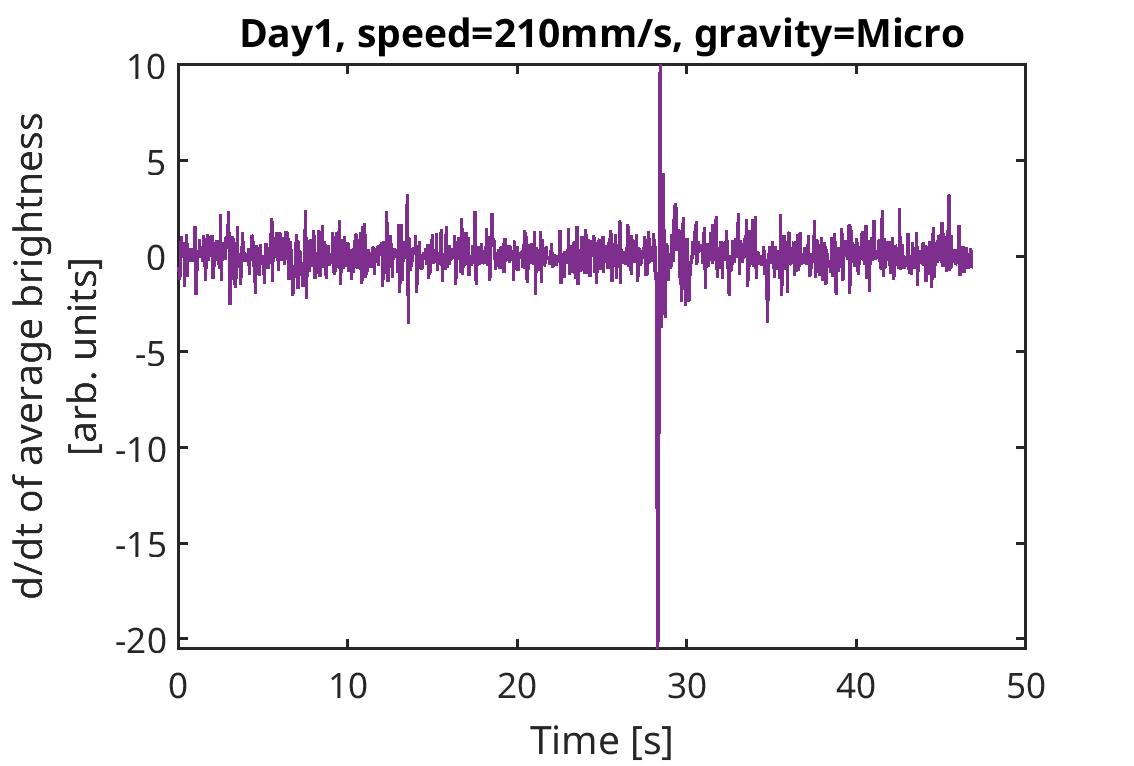 Day1, speed=210mm/s, gravity=Micro
d/dt of average brightness
[arb. units]
10
5
0
-5
-10
-15
-20
0 10 20 30 40 50
Time [s]